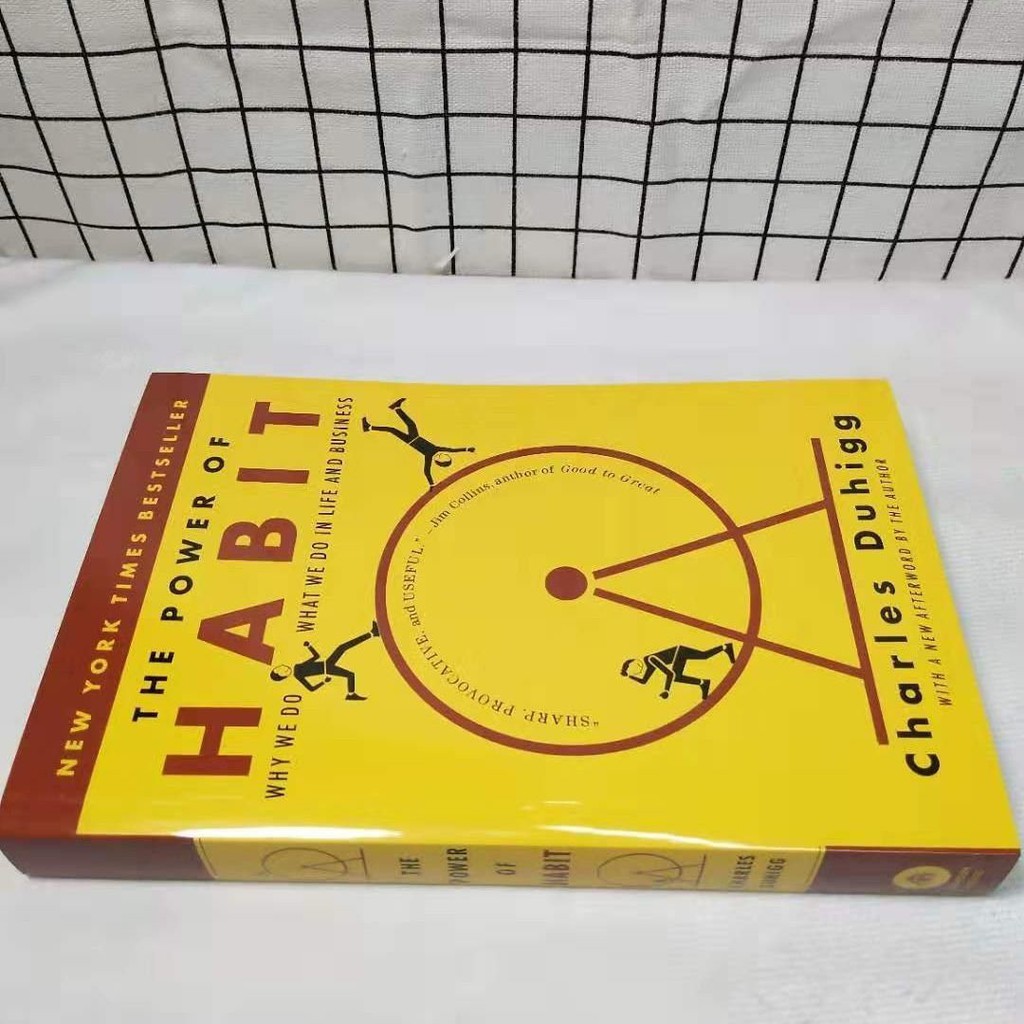 NEW YORK TIMES BESTSELLER
THE POWER OF
HABIT
WHY WE DO WHAT WE DO IN LIFE AND BUSINESS
"SHARP, PROVOCATIVE, and USEFUL." –Jim Collins, author of Good to Great
Charles Duhigg
WITH A NEW AFTERWORD BY THE AUTHOR
THE
POWER
OF
HABIT
CHARLES
DUHIGG